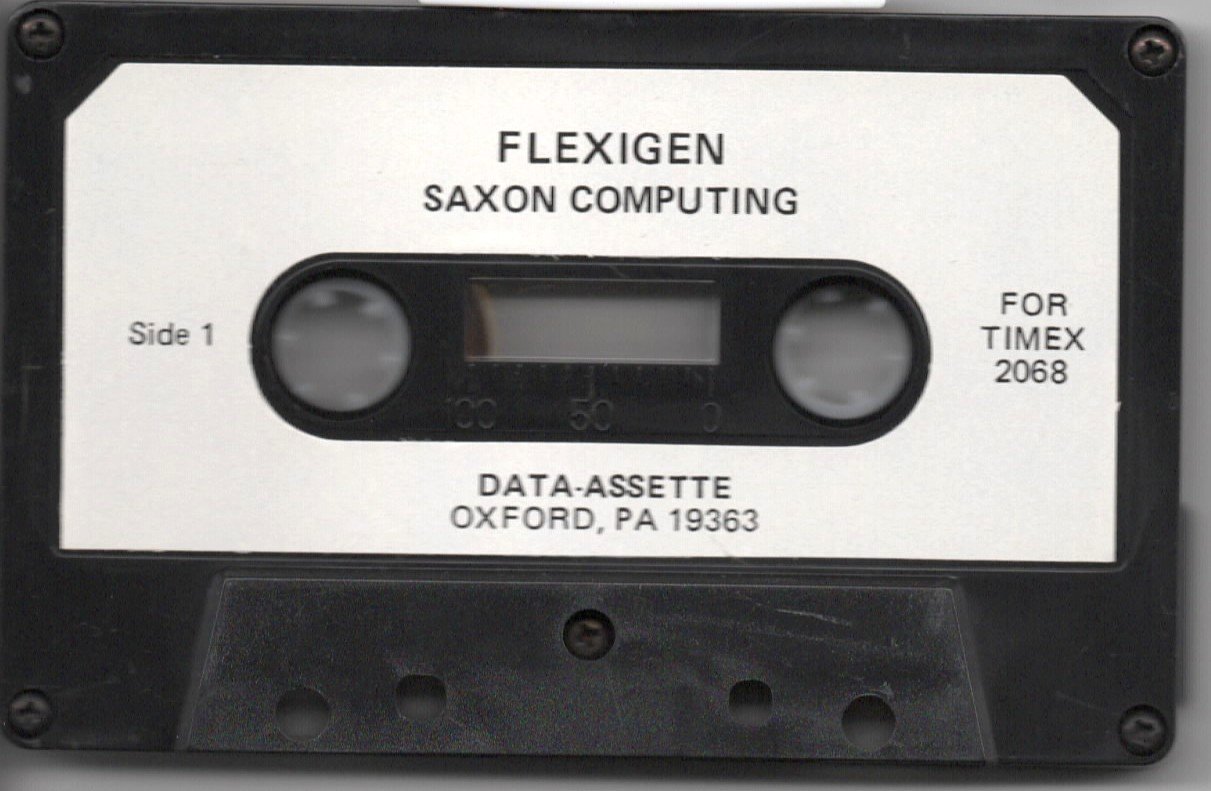 FLEXIGEN
SAXON COMPUTING
Side 1
FOR
TIMEX
2068
100 50 0
DATA-ASSETTE
OXFORD, PA 19363